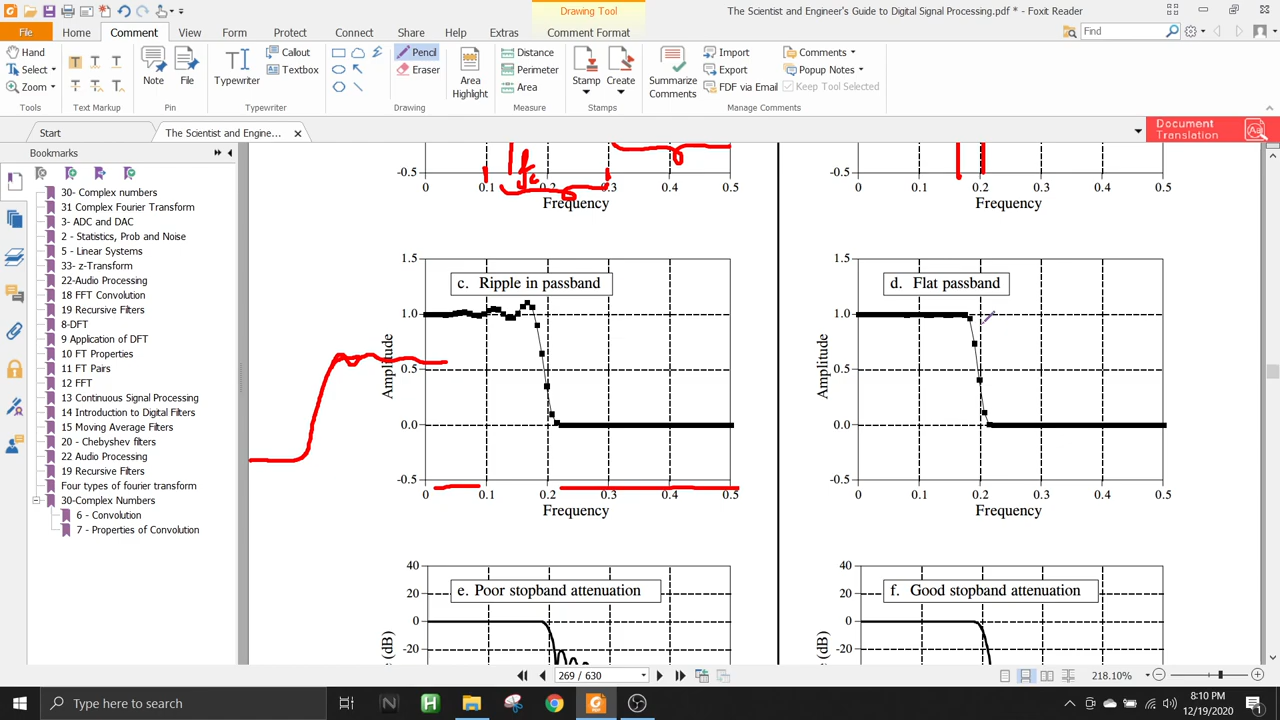 The Scientist and Engineer's Guide to Digital Signal Processing.pdf * - Foxit Reader
Drawing Tool
File Home Comment View Form Protect Connect Share Help Extras Comment Format
Find
Hand
Select
Zoom
Tools
Text Markup
Note
File
Pin
Typewriter
Callout
Textbox
Typewriter
Pencil
Eraser
Drawing
Area
Highlight
Distance
Perimeter
Area
Measure
Stamp
Create
Stamps
Summarize
Comments
Import
Export
FDF via Email
Comments
Popup Notes
Keep Tool Selected
Manage Comments
Start
The Scientist and Engine...
Document
Translation
Bookmarks
30- Complex numbers
31 Complex Fourier Transform
3- ADC and DAC
2 - Statistics, Prob and Noise
5 - Linear Systems
33- z-Transform
22-Audio Processing
18 FFT Convolution
19 Recursive Filters
8-DFT
9 Application of DFT
10 FT Properties
11 FT Pairs
12 FFT
13 Continuous Signal Processing
14 Introduction to Digital Filters
15 Moving Average Filters
20 - Chebyshev filters
22 Audio Processing
19 Recursive Filters
Four types of fourier transform
30-Complex Numbers
6 - Convolution
7 - Properties of Convolution
-0.5
fc
0 0.1 0.2 0.3 0.4 0.5
Frequency
-0.5
0 0.1 0.2 0.3 0.4 0.5
Frequency
c. Ripple in passband
1.5
1.0
0.5
0.0
-0.5
Amplitude
0 0.1 0.2 0.3 0.4 0.5
Frequency
d. Flat passband
1.5
1.0
0.5
0.0
-0.5
Amplitude
0 0.1 0.2 0.3 0.4 0.5
Frequency
e. Poor stopband attenuation
40
20
0
-20
(dB)
f. Good stopband attenuation
40
20
0
-20
(dB)
269 / 630
218.10%
Type here to search
8:10 PM
12/19/2020